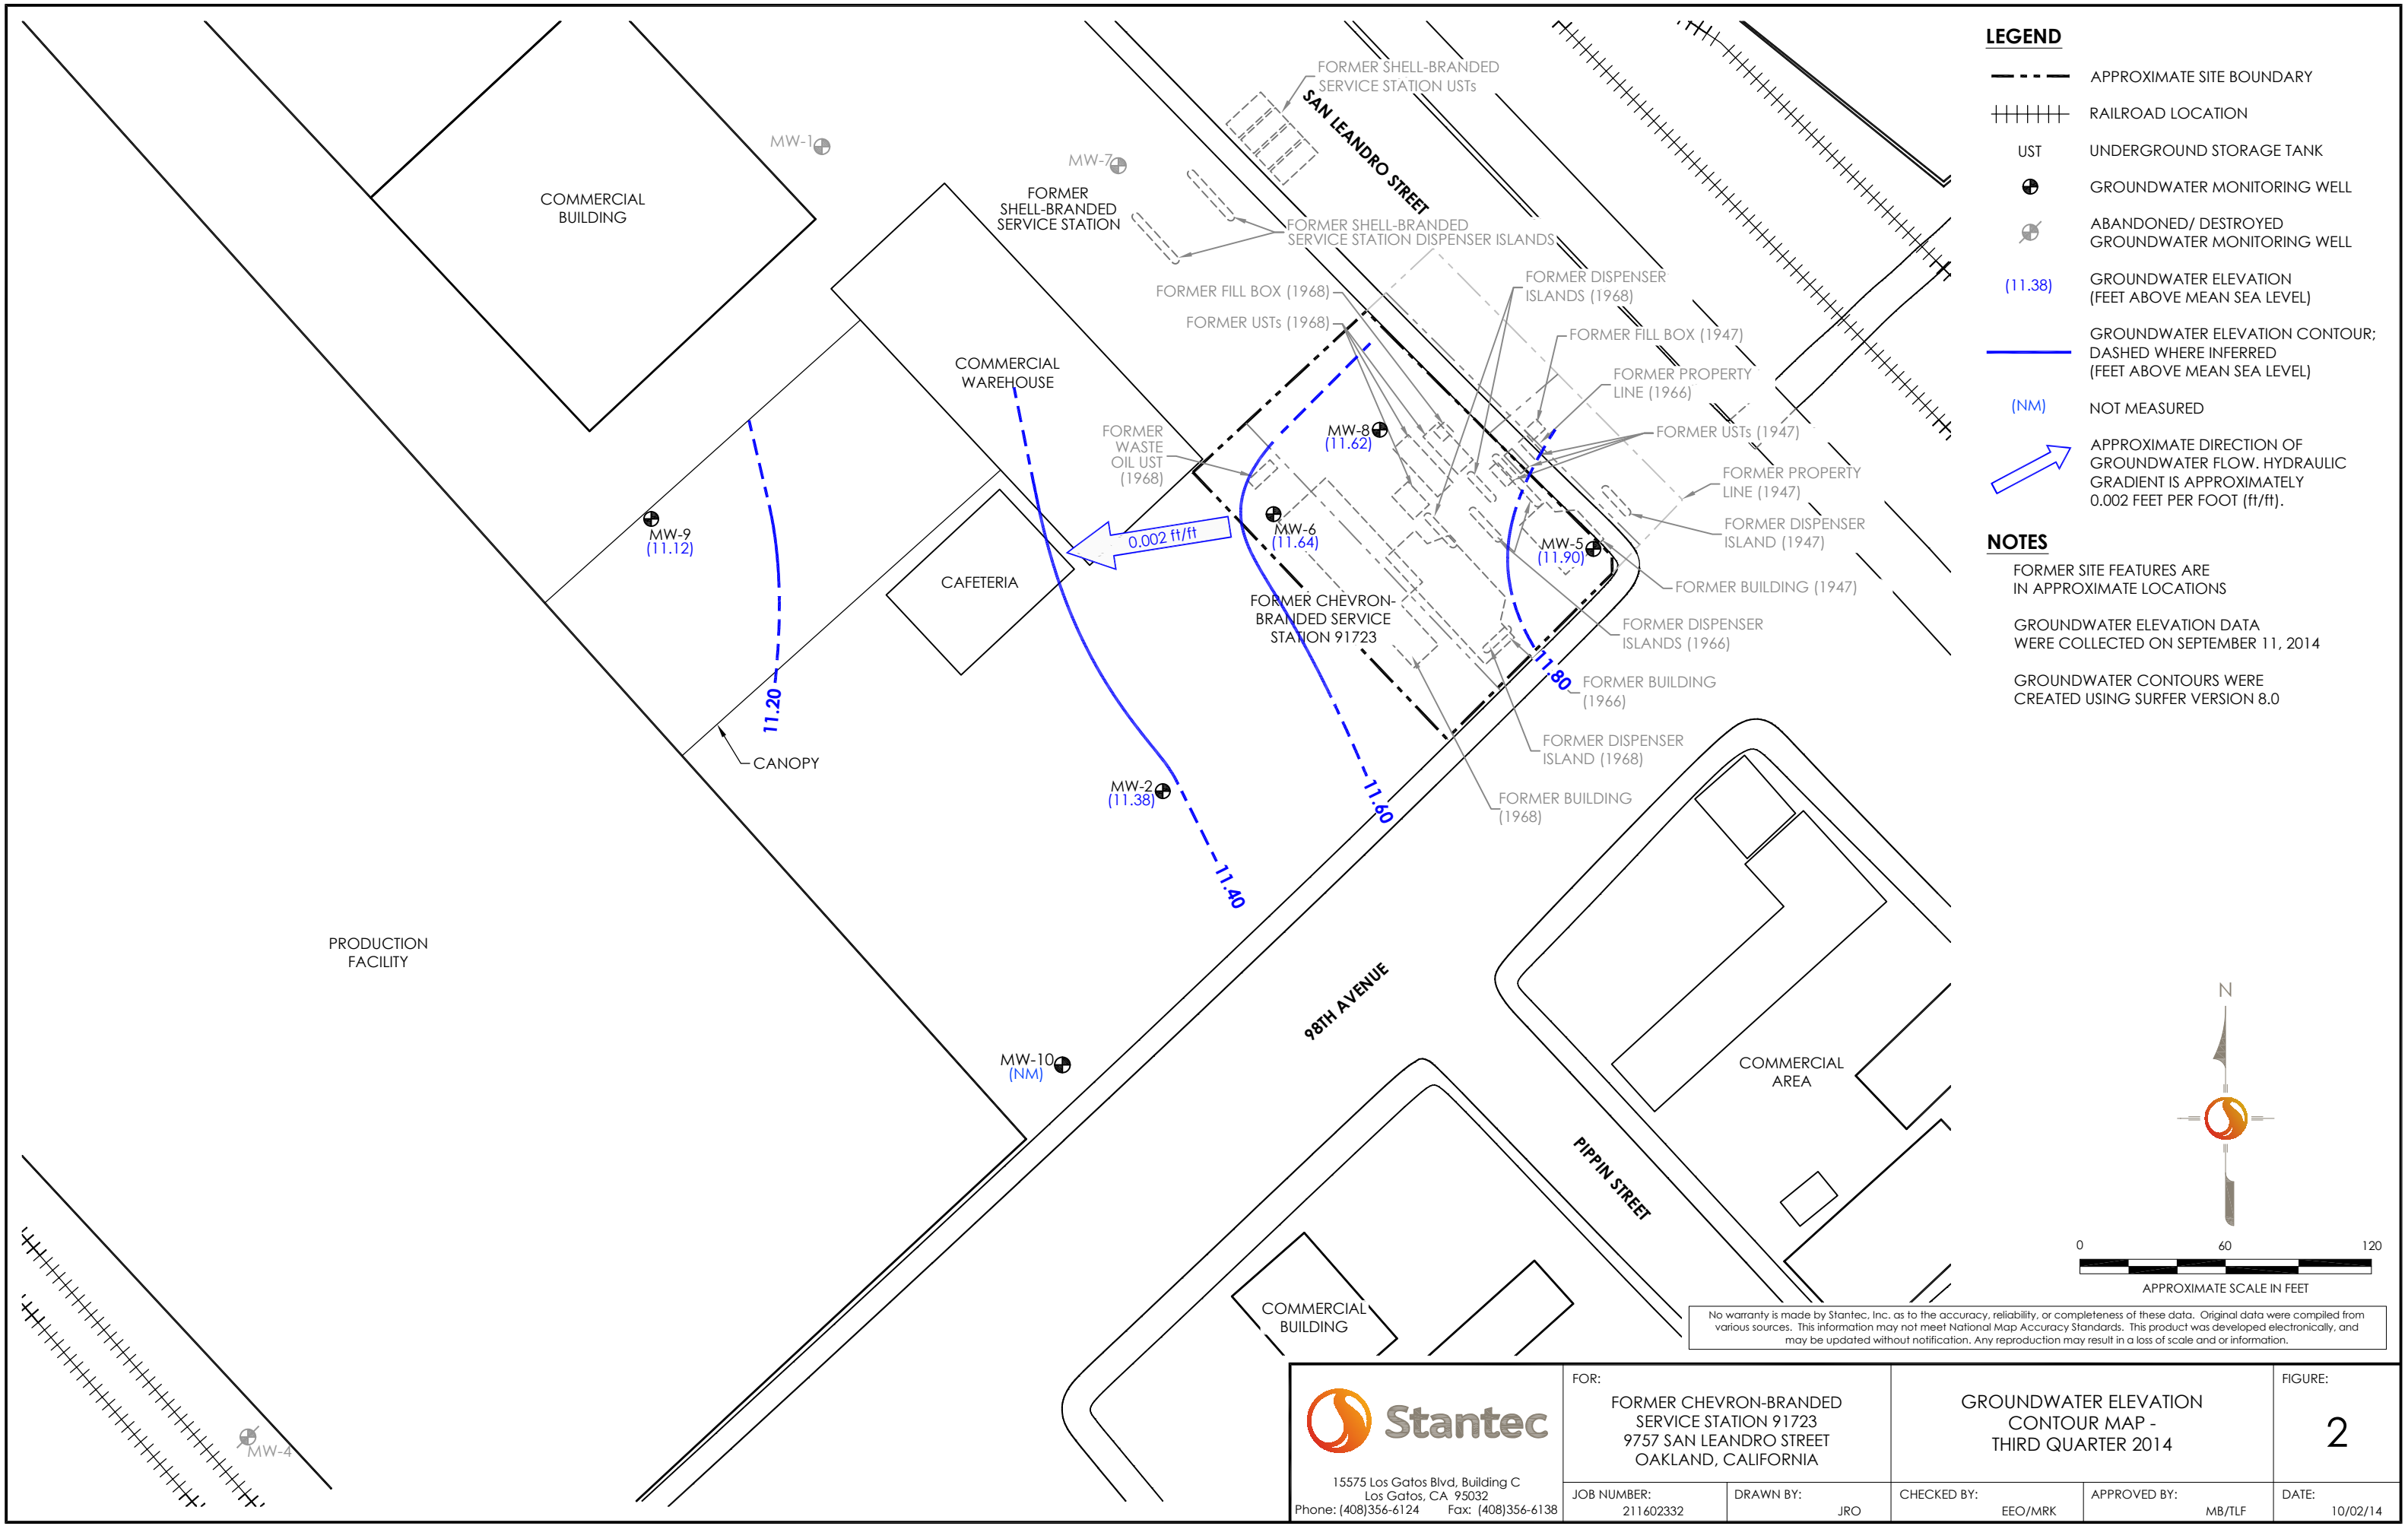 LEGEND
APPROXIMATE SITE BOUNDARY
RAILROAD LOCATION
UST
UNDERGROUND STORAGE TANK
GROUNDWATER MONITORING WELL
ABANDONED/ DESTROYED
GROUNDWATER MONITORING WELL
(11.38)
GROUNDWATER ELEVATION
(FEET ABOVE MEAN SEA LEVEL)
GROUNDWATER ELEVATION CONTOUR;
DASHED WHERE INFERRED
(FEET ABOVE MEAN SEA LEVEL)
(NM)
NOT MEASURED
APPROXIMATE DIRECTION OF
GROUNDWATER FLOW. HYDRAULIC
GRADIENT IS APPROXIMATELY
0.002 FEET PER FOOT (ft/ft).
NOTES
FORMER SITE FEATURES ARE
IN APPROXIMATE LOCATIONS
GROUNDWATER ELEVATION DATA
WERE COLLECTED ON SEPTEMBER 11, 2014
GROUNDWATER CONTOURS WERE
CREATED USING SURFER VERSION 8.0
FORMER SHELL-BRANDED
SERVICE STATION USTs
SAN LEANDRO STREET
MW-1
MW-7
COMMERCIAL
BUILDING
FORMER
SHELL-BRANDED
SERVICE STATION
FORMER SHELL-BRANDED
SERVICE STATION DISPENSER ISLANDS
FORMER FILL BOX (1968)
FORMER USTs (1968)
FORMER DISPENSER
ISLANDS (1968)
FORMER FILL BOX (1947)
FORMER PROPERTY
LINE (1966)
COMMERCIAL
WAREHOUSE
FORMER
WASTE
OIL UST
(1968)
MW-8
(11.62)
FORMER USTs (1947)
FORMER PROPERTY
LINE (1947)
MW-9
(11.12)
0.002 ft/ft
MW-6
(11.64)
MW-5
(11.90)
FORMER DISPENSER
ISLAND (1947)
CAFETERIA
FORMER BUILDING (1947)
FORMER CHEVRON-
BRANDED SERVICE
STATION 91723
FORMER DISPENSER
ISLANDS (1966)
11.80
FORMER BUILDING
(1966)
11.20
CANOPY
FORMER DISPENSER
ISLAND (1968)
MW-2
(11.38)
11.60
FORMER BUILDING
(1968)
11.40
PRODUCTION
FACILITY
98TH AVENUE
MW-10
(NM)
COMMERCIAL
AREA
PIPPIN STREET
COMMERCIAL
BUILDING
MW-4
N
0 60 120
APPROXIMATE SCALE IN FEET
No warranty is made by Stantec, Inc. as to the accuracy, reliability, or completeness of these data. Original data were compiled from
various sources. This information may not meet National Map Accuracy Standards. This product was developed electronically, and
may be updated without notification. Any reproduction may result in a loss of scale and or information.
Stantec
15575 Los Gatos Blvd, Building C
Los Gatos, CA 95032
Phone: (408)356-6124 Fax: (408)356-6138
FOR:
FORMER CHEVRON-BRANDED
SERVICE STATION 91723
9757 SAN LEANDRO STREET
OAKLAND, CALIFORNIA
GROUNDWATER ELEVATION
CONTOUR MAP -
THIRD QUARTER 2014
FIGURE:
2
JOB NUMBER:
211602332
DRAWN BY:
JRO
CHECKED BY:
EEO/MRK
APPROVED BY:
MB/TLF
DATE:
10/02/14